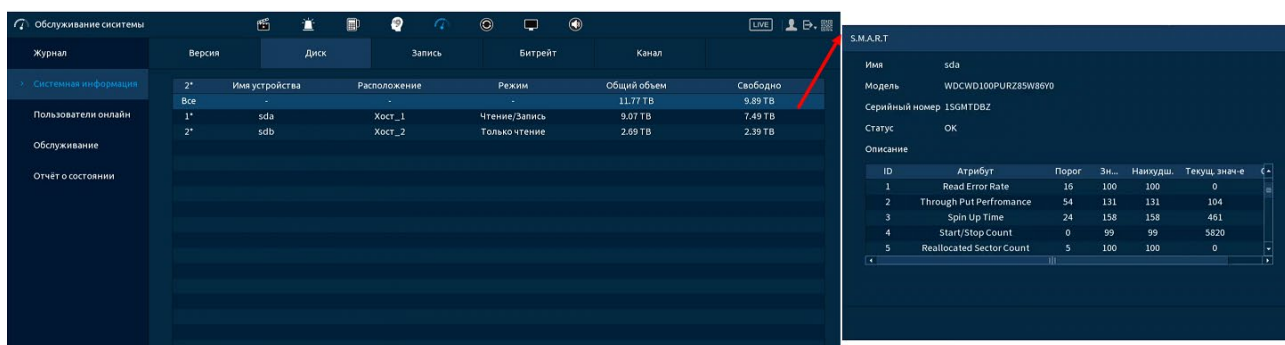 Обслуживание сиситемы LIVE
Журнал
Системная информация
Пользователи онлайн
Обслуживание
Отчёт о состоянии
Версия Диск Запись Битрейт Канал
2* Имя устройства Расположение Режим Общий объем Свободно
Все - - - 11.77 TB 9.89 TB
1* sda Хост_1 Чтение/Запись 9.07 TB 7.49 TB
2* sdb Хост_2 Только чтение 2.69 TB 2.39 TB
S.M.A.R.T
Имя sda
Модель WDCWD100PURZ85W86Y0
Серийный номер 1SGMTDBZ
Статус OK
Описание
ID Атрибут Порог Зн... Наихудш. Текущ. знач-е
1 Read Error Rate 16 100 100 0
2 Through Put Perfromance 54 131 131 104
3 Spin Up Time 24 158 158 461
4 Start/Stop Count 0 99 99 5820
5 Reallocated Sector Count 5 100 100 0